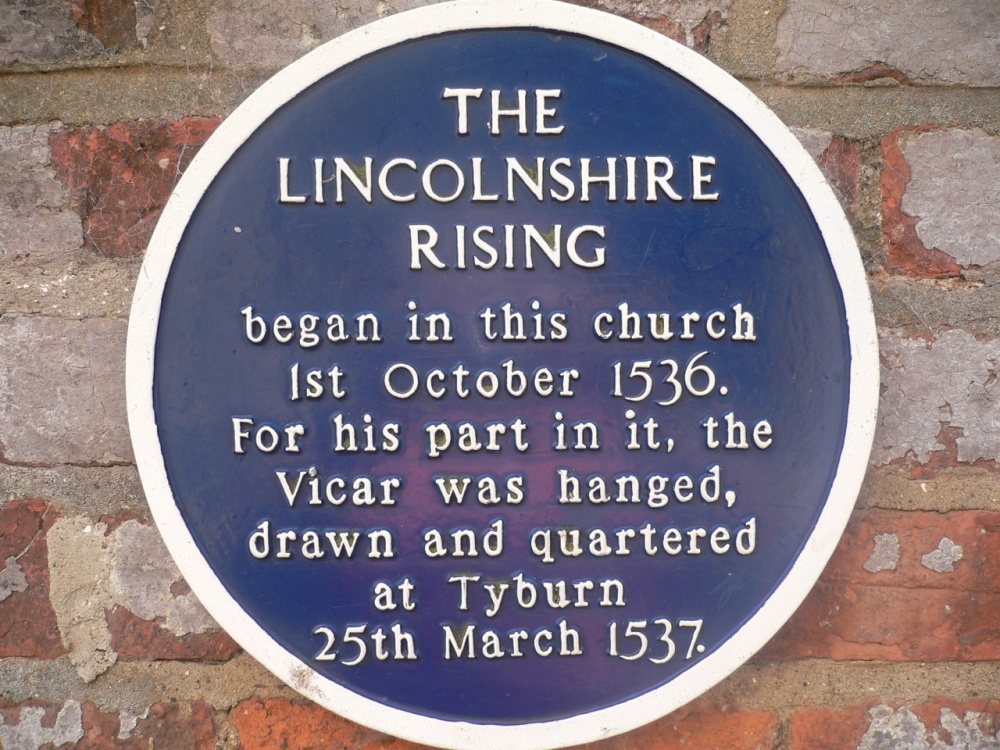 THE
LINCOLNSHIRE
RISING
began in this church
1st October 1536.
For his part in it, the
Vicar was hanged,
drawn and quartered
at Tyburn
25th March 1537.